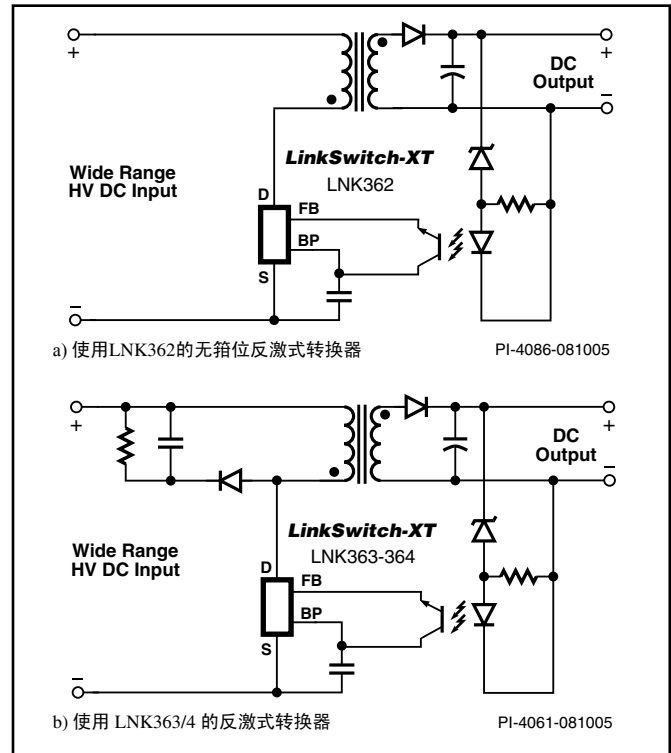 +
+
DC
Output
−
LinkSwitch-XT
LNK362
Wide Range
HV DC Input
D
FB
BP
S
−
a) 使用LNK362的无箝位反激式转换器
PI-4086-081005
+
+
DC
Output
−
LinkSwitch-XT
LNK363-364
Wide Range
HV DC Input
D
FB
BP
S
−
b) 使用 LNK363/4 的反激式转换器
PI-4061-081005